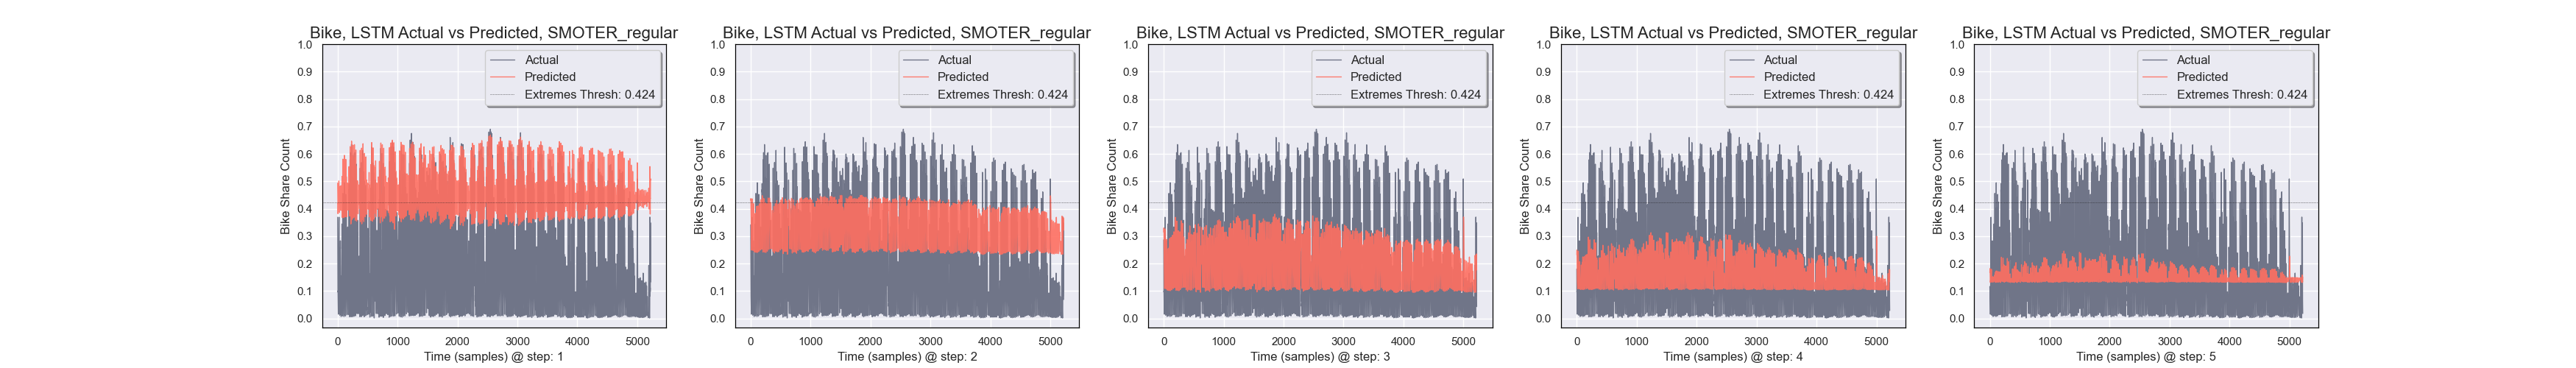 Bike, LSTM Actual vs Predicted, SMOTER_regular
1.0
0.9
0.8
0.7
0.6
0.5
0.4
0.3
0.2
0.1
0.0
Bike Share Count
Actual
Predicted
Extremes Thresh: 0.424
0 1000 2000 3000 4000 5000
Time (samples) @ step: 1
Bike, LSTM Actual vs Predicted, SMOTER_regular
1.0
0.9
0.8
0.7
0.6
0.5
0.4
0.3
0.2
0.1
0.0
Bike Share Count
Actual
Predicted
Extremes Thresh: 0.424
0 1000 2000 3000 4000 5000
Time (samples) @ step: 2
Bike, LSTM Actual vs Predicted, SMOTER_regular
1.0
0.9
0.8
0.7
0.6
0.5
0.4
0.3
0.2
0.1
0.0
Bike Share Count
Actual
Predicted
Extremes Thresh: 0.424
0 1000 2000 3000 4000 5000
Time (samples) @ step: 3
Bike, LSTM Actual vs Predicted, SMOTER_regular
1.0
0.9
0.8
0.7
0.6
0.5
0.4
0.3
0.2
0.1
0.0
Bike Share Count
Actual
Predicted
Extremes Thresh: 0.424
0 1000 2000 3000 4000 5000
Time (samples) @ step: 4
Bike, LSTM Actual vs Predicted, SMOTER_regular
1.0
0.9
0.8
0.7
0.6
0.5
0.4
0.3
0.2
0.1
0.0
Bike Share Count
Actual
Predicted
Extremes Thresh: 0.424
0 1000 2000 3000 4000 5000
Time (samples) @ step: 5